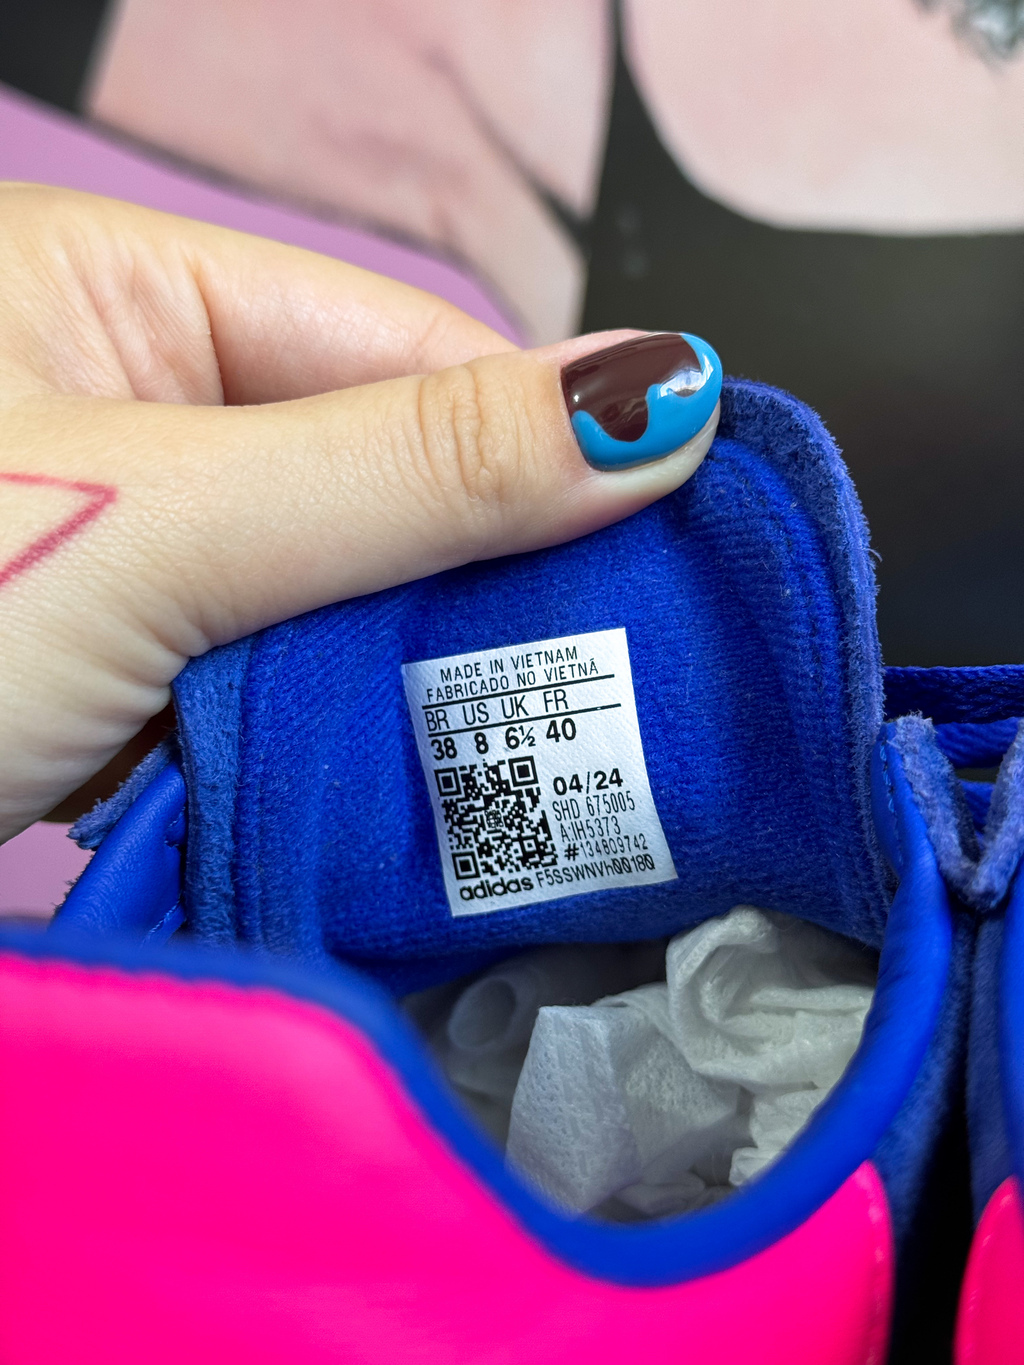 MADE IN VIETNAM
FABRICADO NO VIETNÃ
BR US UK FR
38 8 6½ 40
04/24
SHD 675005
A:IH5373
#134809742
adidas F5SSWNVh00180